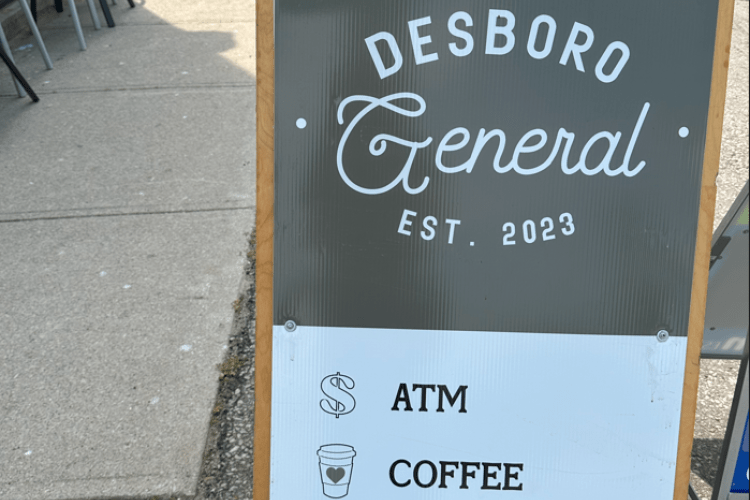 DESBORO
General
EST. 2023
$ ATM
COFFEE